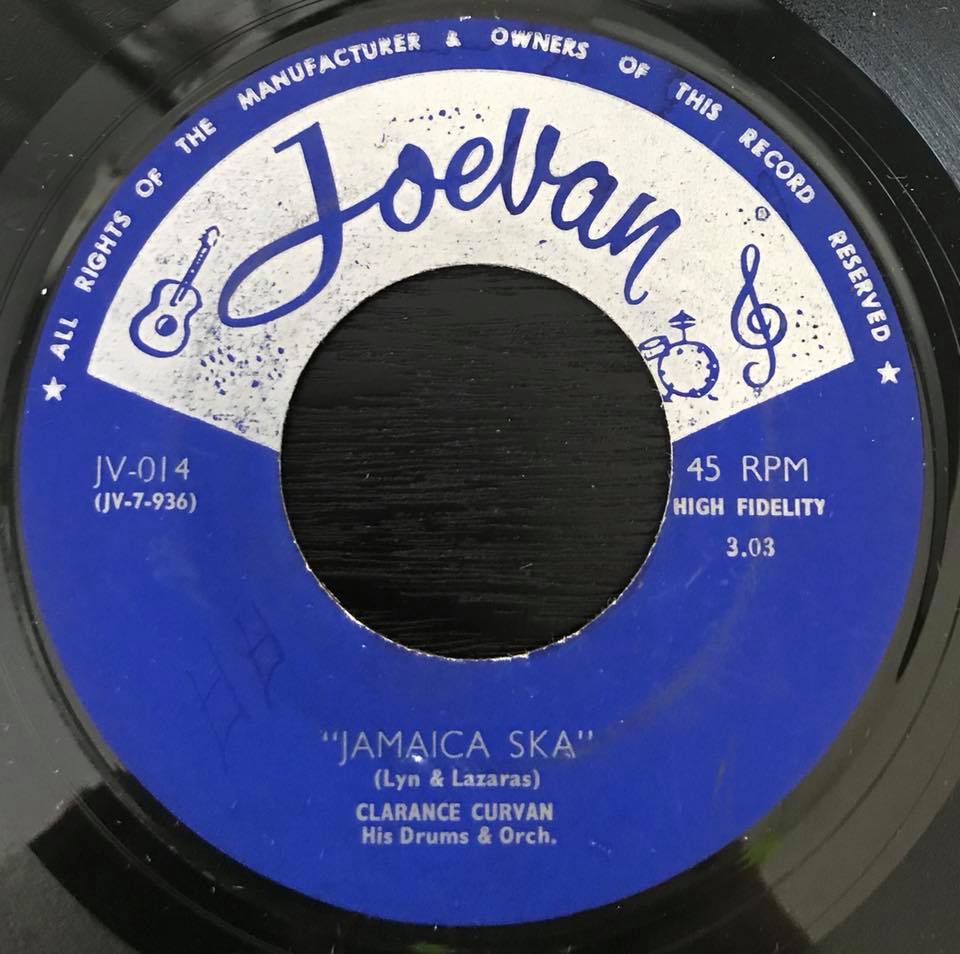 ALL RIGHTS OF THE MANUFACTURER & OWNERS OF THIS RECORD RESERVED
Joevan
JV-014
(JV-7-936)
45 RPM
HIGH FIDELITY
3.03
"JAMAICA SKA"
(Lyn & Lazaras)
CLARANCE CURVAN
His Drums & Orch.